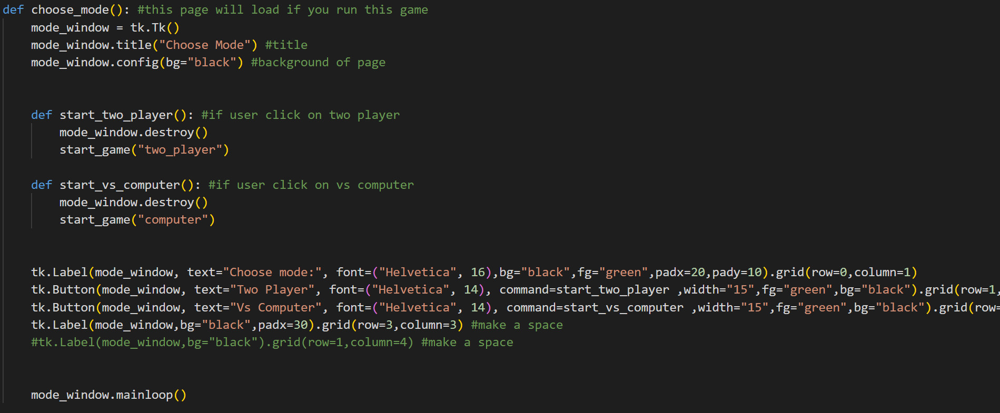 def choose_mode(): #this page will load if you run this game
    mode_window = tk.Tk()
    mode_window.title("Choose Mode") #title
    mode_window.config(bg="black") #background of page
    def start_two_player(): #if user click on two player
        mode_window.destroy()
        start_game("two_player")
    def start_vs_computer(): #if user click on vs computer
        mode_window.destroy()
        start_game("computer")
    tk.Label(mode_window, text="Choose mode:", font=("Helvetica", 16),bg="black",fg="green",padx=20,pady=10).grid(row=0,column=1)
    tk.Button(mode_window, text="Two Player", font=("Helvetica", 14), command=start_two_player ,width="15",fg="green",bg="black").grid(row=1,
    tk.Button(mode_window, text="Vs Computer", font=("Helvetica", 14), command=start_vs_computer ,width="15",fg="green",bg="black").grid(row=
    tk.Label(mode_window,bg="black",padx=30).grid(row=3,column=3) #make a space
    #tk.Label(mode_window,bg="black").grid(row=1,column=4) #make a space
    mode_window.mainloop()